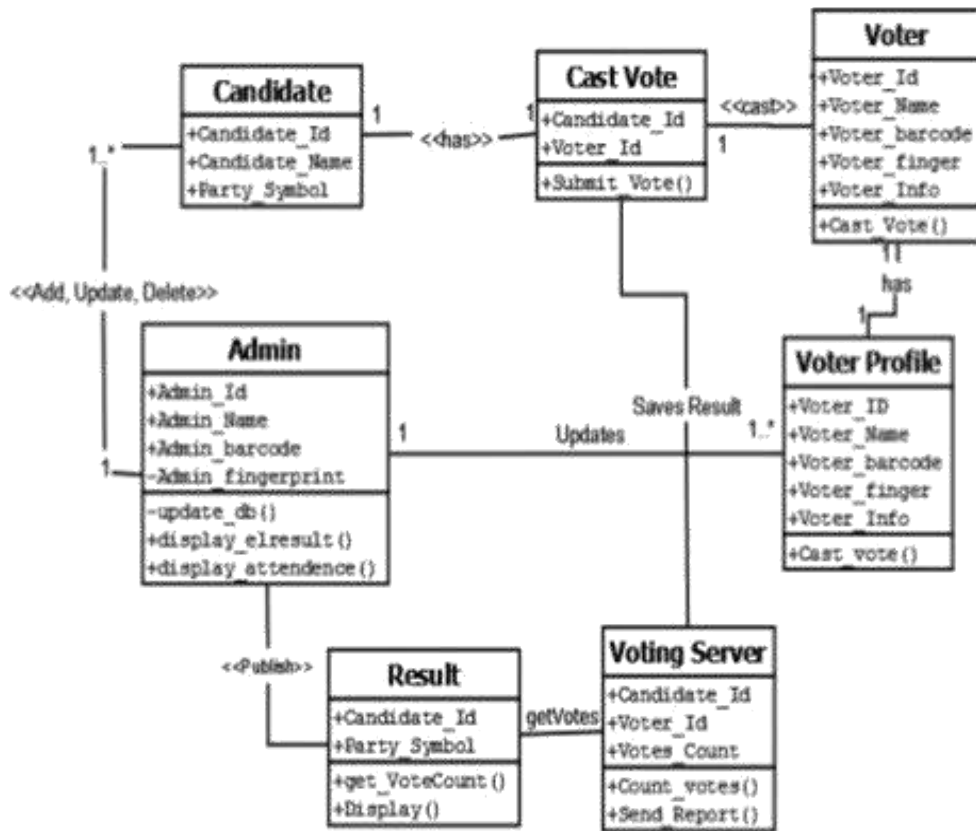 Voter
+Voter_Id
+Voter_Name
+Voter_barcode
+Voter_finger
+Voter_Info
+Cast_Vote()
Cast Vote
+Candidate_Id
+Voter_Id
+Submit_Vote()
<<cast>>
1
Candidate
+Candidate_Id
+Candidate_Name
+Party_Symbol
1
<<has>>
1
1..*
<<Add, Update, Delete>>
1
1
has
1
Admin
+Admin_Id
+Admin_Name
+Admin_barcode
-Admin_fingerprint
-update_db()
+display_elresult()
+display_attendence()
1
Updates
1..*
Saves Result
Voter Profile
+Voter_ID
+Voter_Name
+Voter_barcode
+Voter_finger
+Voter_Info
+Cast_vote()
<<Publish>>
Result
+Candidate_Id
+Party_Symbol
+get_VoteCount()
+Display()
getVotes
Voting Server
+Candidate_Id
+Voter_Id
+Votes_Count
+Count_votes()
+Send_Report()